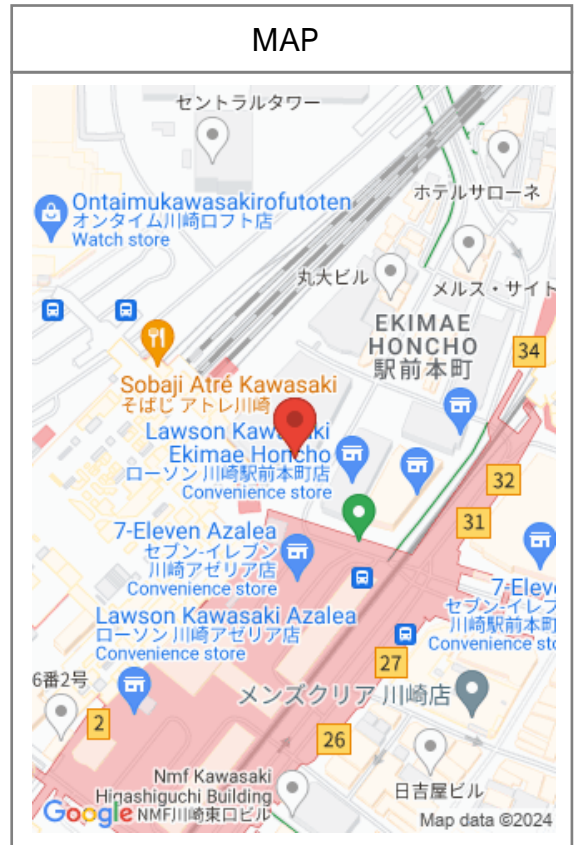 MAP
セントラルタワー
Ontaimukawasakirofutoten
オンタイム川崎ロフト店
Watch store
ホテルサローネ
丸大ビル
メルス・サイト
EKIMAE
HONCHO
駅前本町
34
Sobaji Atré Kawasaki
そばじ アトレ川崎
Lawson Kawasaki
Ekimae Honcho
ローソン 川崎駅前本町店
Convenience store
32
31
7-Eleven Azalea
セブン-イレブン
川崎アゼリア店
Convenience store
7-Eleve
セブン-イレブ
川崎駅前本町
Convenience sto
Lawson Kawasaki Azalea
ローソン 川崎アゼリア店
Convenience store
27
6番2号
メンズクリア 川崎店
2
26
Nmf Kawasaki
Higashiguchi Building
NMF川崎東口ビル
日吉屋ビル
Google
Map data ©2024